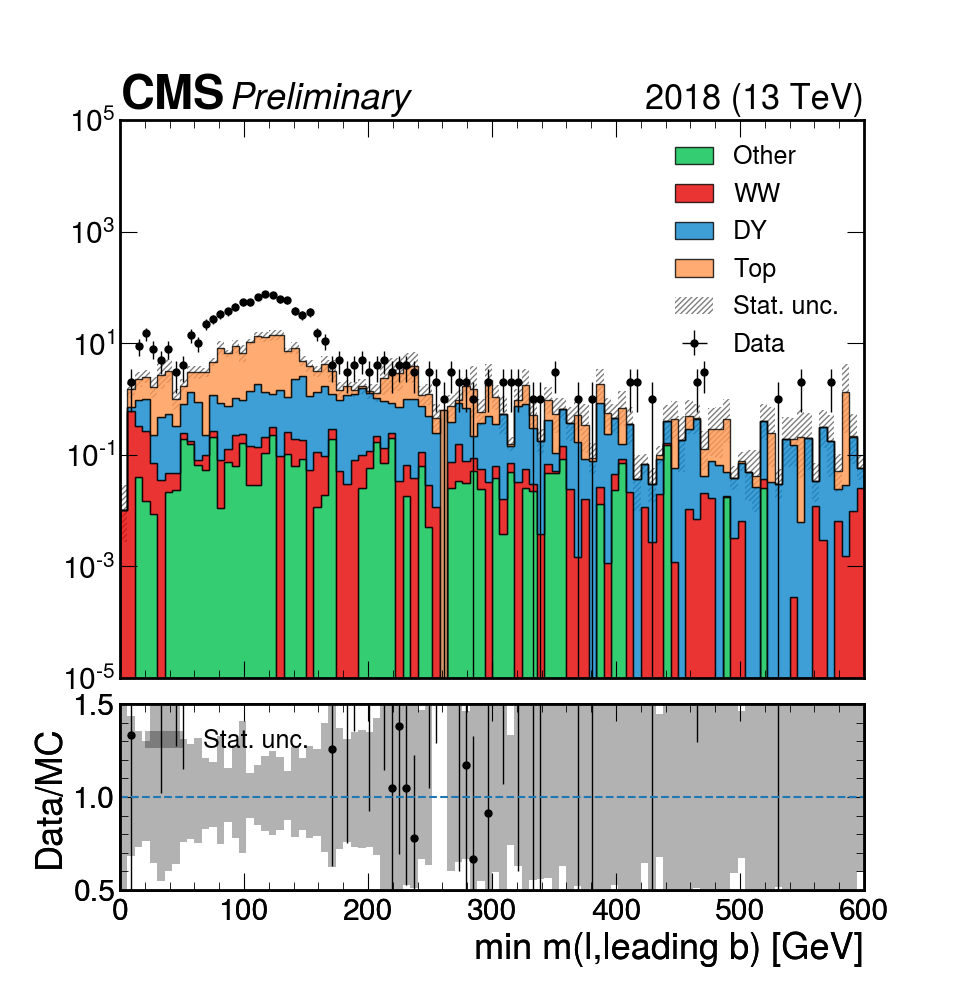 CMS Preliminary 2018 (13 TeV)
10^5
10^3
10^1
10^-1
10^-3
10^-5
Other
WW
DY
Top
Stat. unc.
Data
1.5
1.0
0.5
Data/MC
Stat. unc.
0 100 200 300 400 500 600
min m(l,leading b) [GeV]